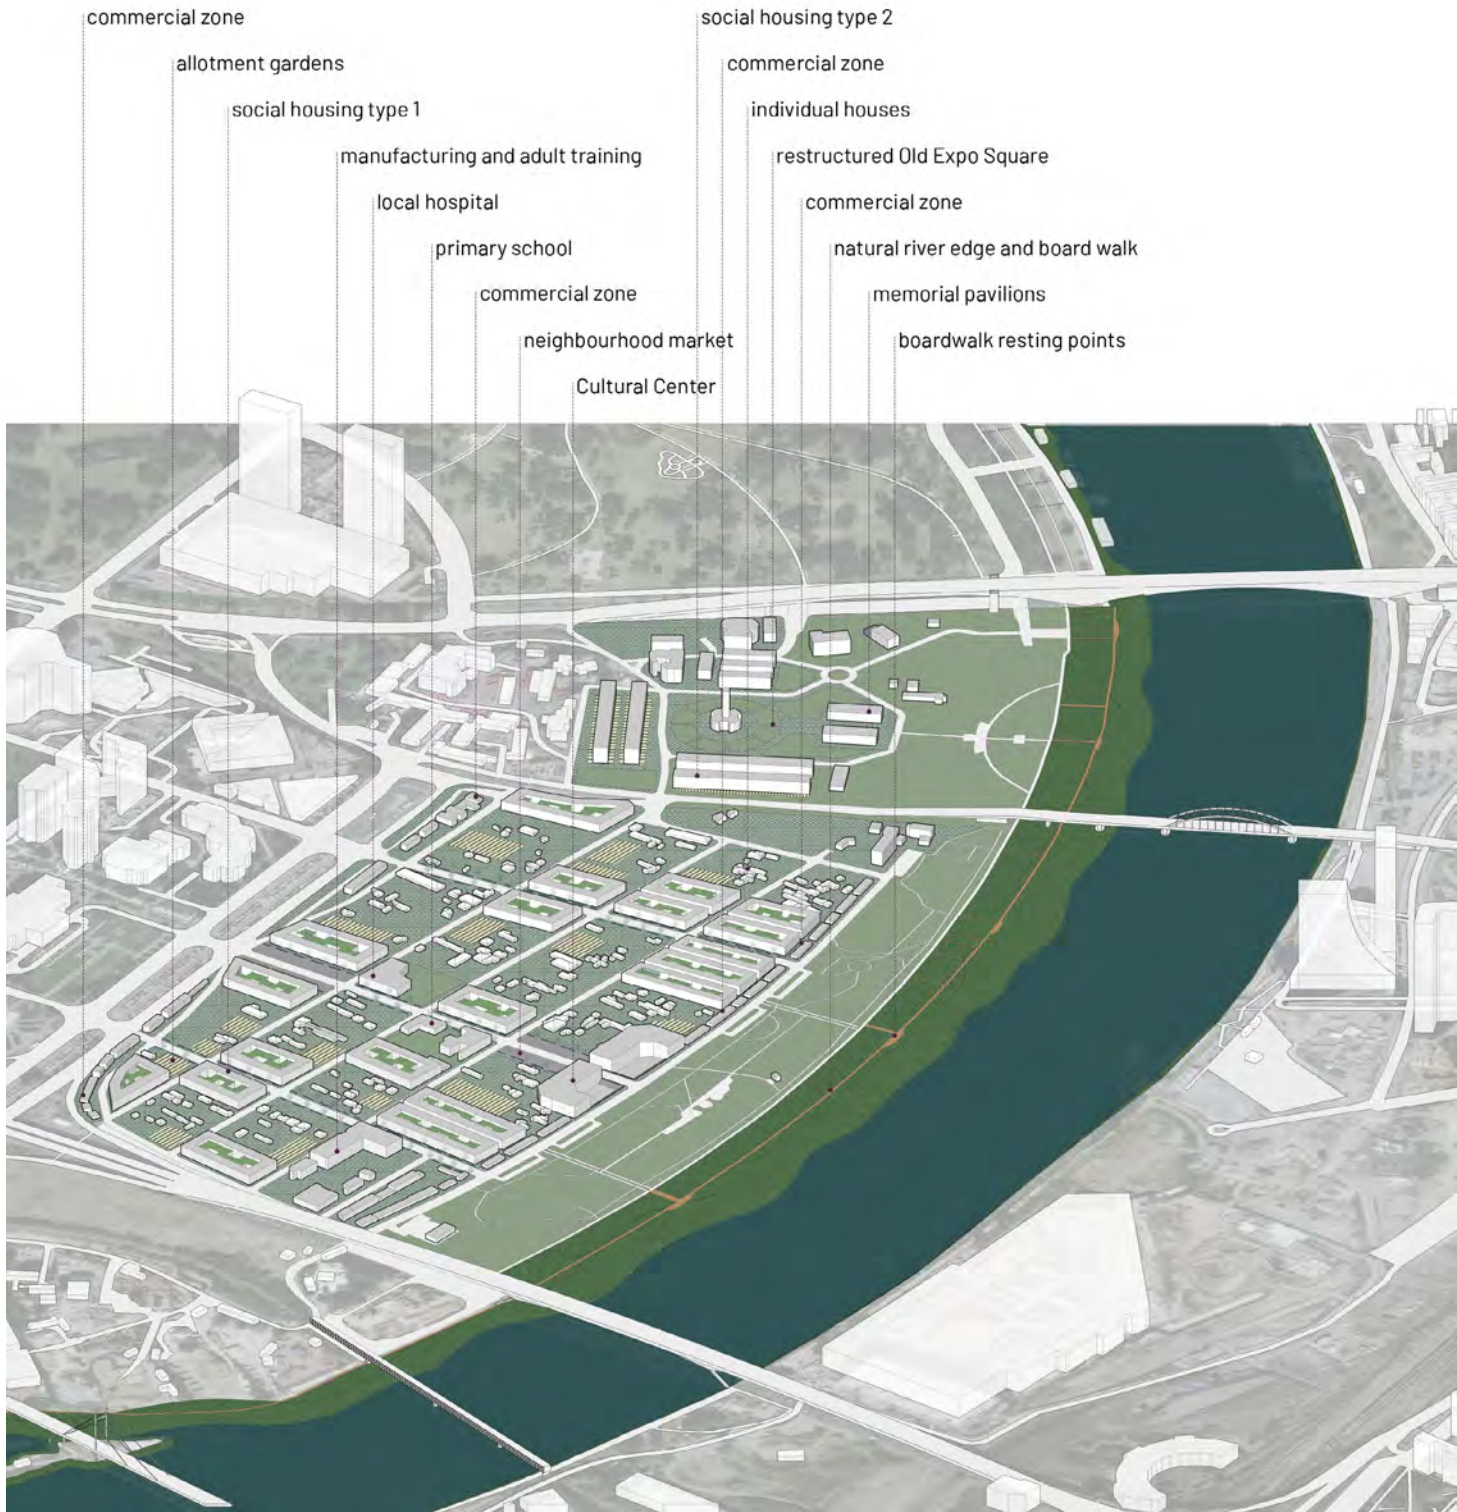 commercial zone
allotment gardens
social housing type 1
manufacturing and adult training
local hospital
primary school
commercial zone
neighbourhood market
Cultural Center
social housing type 2
commercial zone
individual houses
restructured Old Expo Square
commercial zone
natural river edge and board walk
memorial pavilions
boardwalk resting points